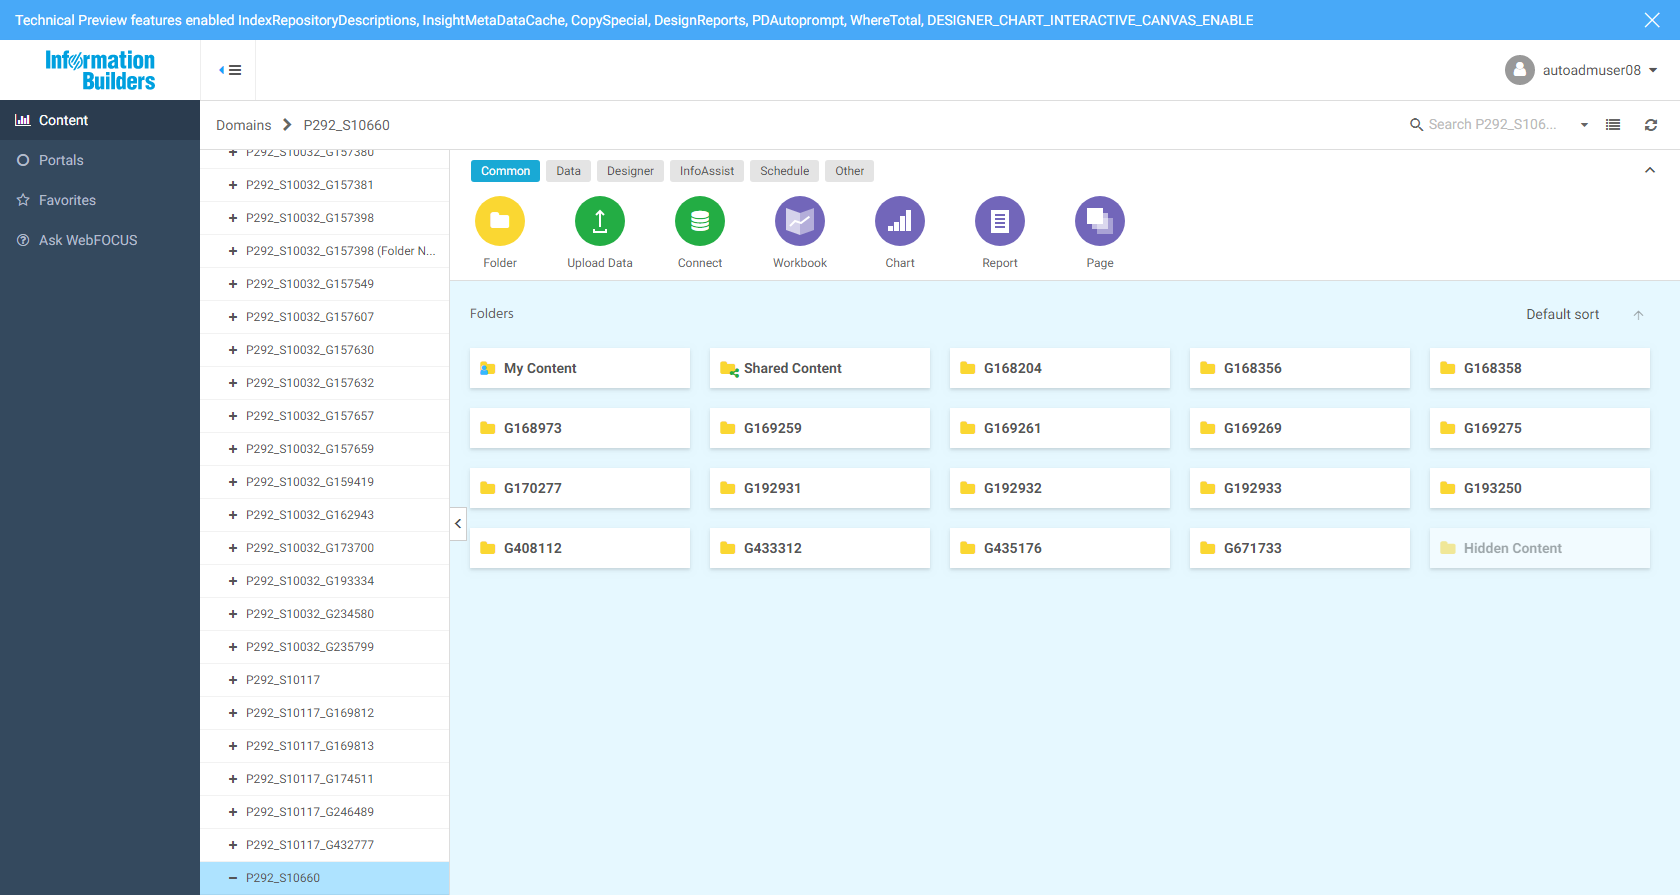 Technical Preview features enabled IndexRepositoryDescriptions, InsightMetaDataCache, CopySpecial, DesignReports, PDAutoprompt, WhereTotal, DESIGNER_CHART_INTERACTIVE_CANVAS_ENABLE
Information
Builders
autoadmuser08
Content
Portals
Favorites
Ask WebFOCUS
Domains
P292_S10660
Search P292_S106...
P292_S10032_G157380
P292_S10032_G157381
P292_S10032_G157398
P292_S10032_G157398 (Folder N...
P292_S10032_G157549
P292_S10032_G157607
P292_S10032_G157630
P292_S10032_G157632
P292_S10032_G157657
P292_S10032_G157659
P292_S10032_G159419
P292_S10032_G162943
P292_S10032_G173700
P292_S10032_G193334
P292_S10032_G234580
P292_S10032_G235799
P292_S10117
P292_S10117_G169812
P292_S10117_G169813
P292_S10117_G174511
P292_S10117_G246489
P292_S10117_G432777
P292_S10660
Common Data Designer InfoAssist Schedule Other
Folder Upload Data Connect Workbook Chart Report Page
Folders Default sort
My Content Shared Content G168204 G168356 G168358
G168973 G169259 G169261 G169269 G169275
G170277 G192931 G192932 G192933 G193250
G408112 G433312 G435176 G671733 Hidden Content